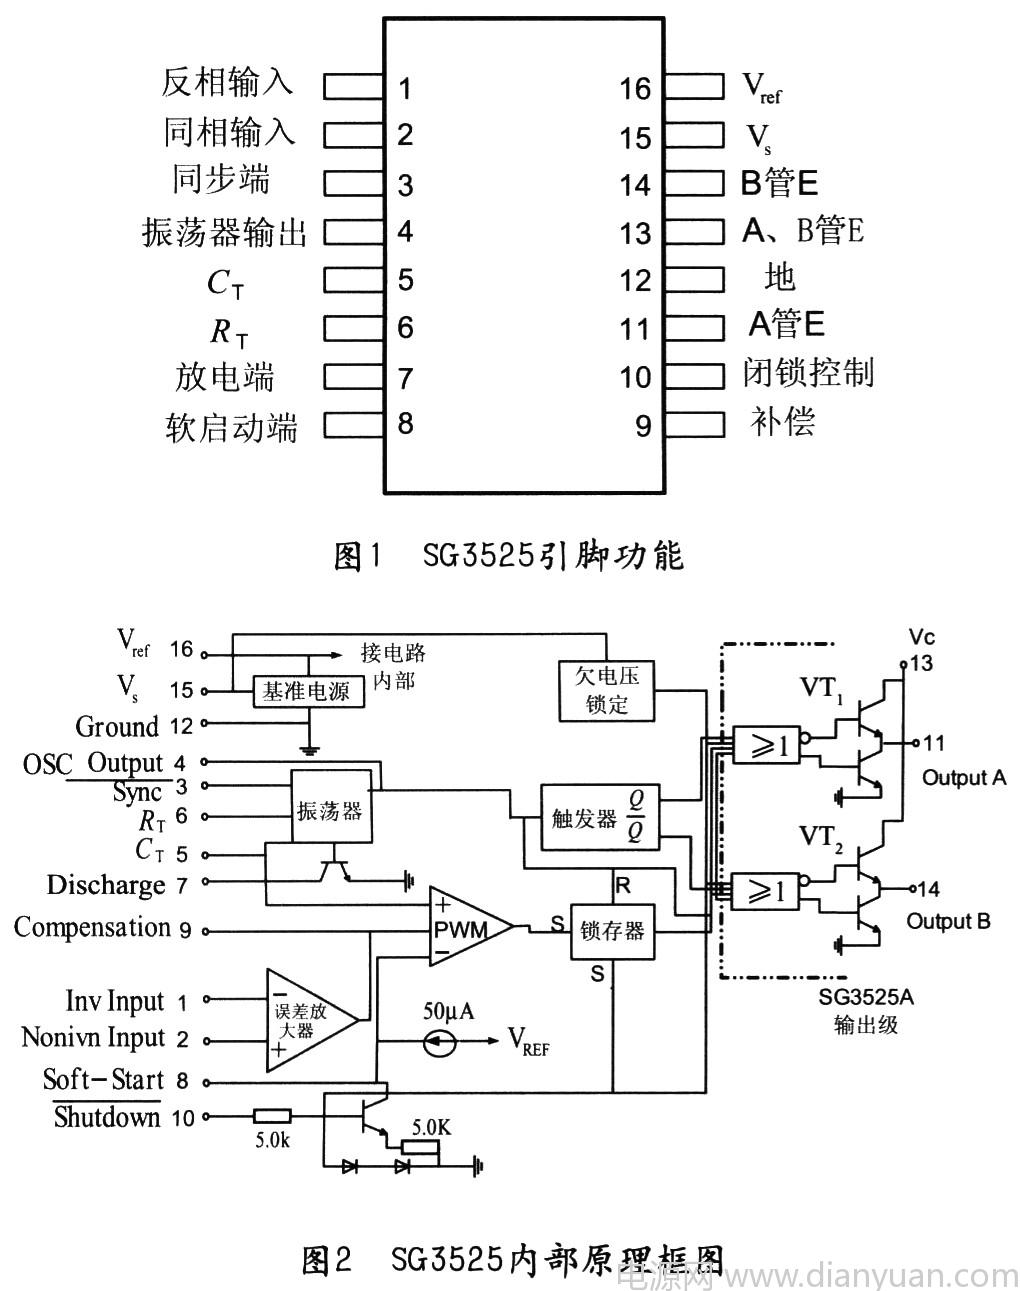 反相输入 1 16 Vref
同相输入 2 15 Vs
同步端 3 14 B管E
振荡器输出 4 13 A、B管E
CT 5 12 地
RT 6 11 A管E
放电端 7 10 闭锁控制
软启动端 8 9 补偿
图1 SG3525引脚功能
Vref 16
接电路
内部
Vs 15
基准电源
欠电压
锁定
Vc
13
Ground 12
OSC Output 4
Sync 3
RT 6
振荡器
CT 5
Discharge 7
触发器 Q
Q
VT1
≥1
11
Output A
VT2
≥1
14
Output B
Compensation 9
+
PWM
−
S
R
锁存器
S
Inv Input 1
−
误差放
大器
+
Nonivn Input 2
50μA
VREF
SG3525A
输出级
Soft-Start 8
Shutdown 10
5.0k
5.0K
图2 SG3525内部原理框图
电源网 www.dianyuan.com